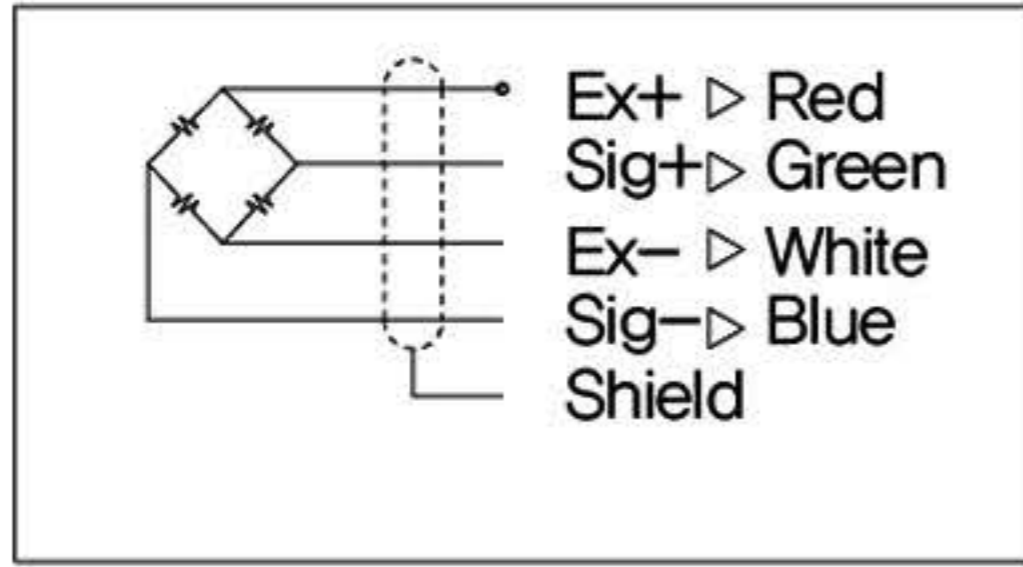 Ex+ ▷ Red
Sig+▷ Green
Ex− ▷ White
Sig−▷ Blue
Shield